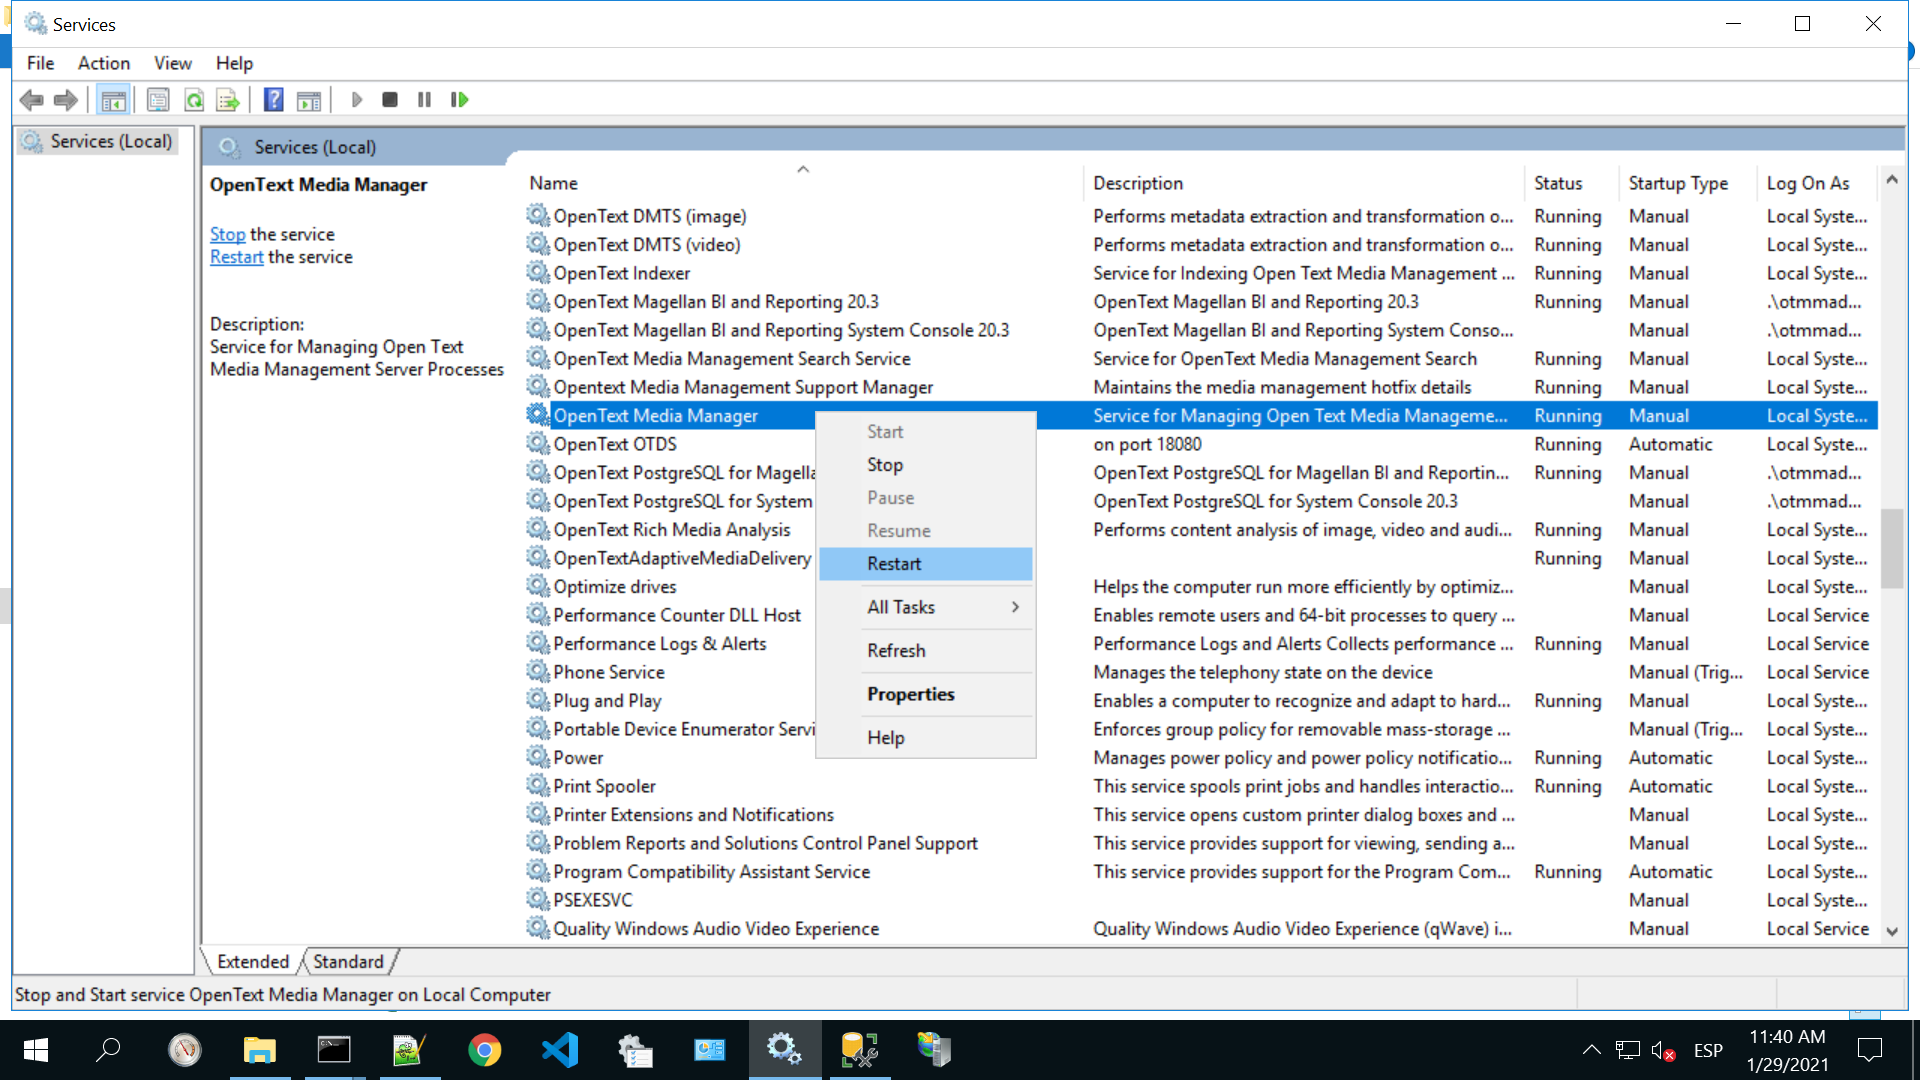 Services
File Action View Help
Services (Local)
Services (Local)
OpenText Media Manager
Stop the service
Restart the service
Description:
Service for Managing Open Text
Media Management Server Processes
Name Description Status Startup Type Log On As
OpenText DMTS (image) Performs metadata extraction and transformation o... Running Manual Local Syste...
OpenText DMTS (video) Performs metadata extraction and transformation o... Running Manual Local Syste...
OpenText Indexer Service for Indexing Open Text Media Management ... Running Manual Local Syste...
OpenText Magellan BI and Reporting 20.3 OpenText Magellan BI and Reporting 20.3 Running Manual .\otmmad...
OpenText Magellan BI and Reporting System Console 20.3 OpenText Magellan BI and Reporting System Conso... Manual .\otmmad...
OpenText Media Management Search Service Service for OpenText Media Management Search Running Manual Local Syste...
Opentext Media Management Support Manager Maintains the media management hotfix details Running Manual Local Syste...
OpenText Media Manager Service for Managing Open Text Media Manageme... Running Manual Local Syste...
OpenText OTDS on port 18080 Running Automatic Local Syste...
OpenText PostgreSQL for Magella OpenText PostgreSQL for Magellan BI and Reportin... Running Manual .\otmmad...
OpenText PostgreSQL for System OpenText PostgreSQL for System Console 20.3 Manual .\otmmad...
OpenText Rich Media Analysis Performs content analysis of image, video and audi... Running Manual Local Syste...
OpenTextAdaptiveMediaDelivery Running Manual Local Syste...
Optimize drives Helps the computer run more efficiently by optimiz... Manual Local Syste...
Performance Counter DLL Host Enables remote users and 64-bit processes to query ... Manual Local Service
Performance Logs & Alerts Performance Logs and Alerts Collects performance ... Running Manual Local Service
Phone Service Manages the telephony state on the device Manual (Trig... Local Service
Plug and Play Enables a computer to recognize and adapt to hard... Running Manual Local Syste...
Portable Device Enumerator Servi Enforces group policy for removable mass-storage ... Manual (Trig... Local Syste...
Power Manages power policy and power policy notificatio... Running Automatic Local Syste...
Print Spooler This service spools print jobs and handles interactio... Running Automatic Local Syste...
Printer Extensions and Notifications This service opens custom printer dialog boxes and ... Manual Local Syste...
Problem Reports and Solutions Control Panel Support This service provides support for viewing, sending a... Manual Local Syste...
Program Compatibility Assistant Service This service provides support for the Program Com... Running Automatic Local Syste...
PSEXESVC Manual Local Syste...
Quality Windows Audio Video Experience Quality Windows Audio Video Experience (qWave) i... Manual Local Service
Start
Stop
Pause
Resume
Restart
All Tasks
Refresh
Properties
Help
Extended Standard
Stop and Start service OpenText Media Manager on Local Computer
ESP
11:40 AM
1/29/2021